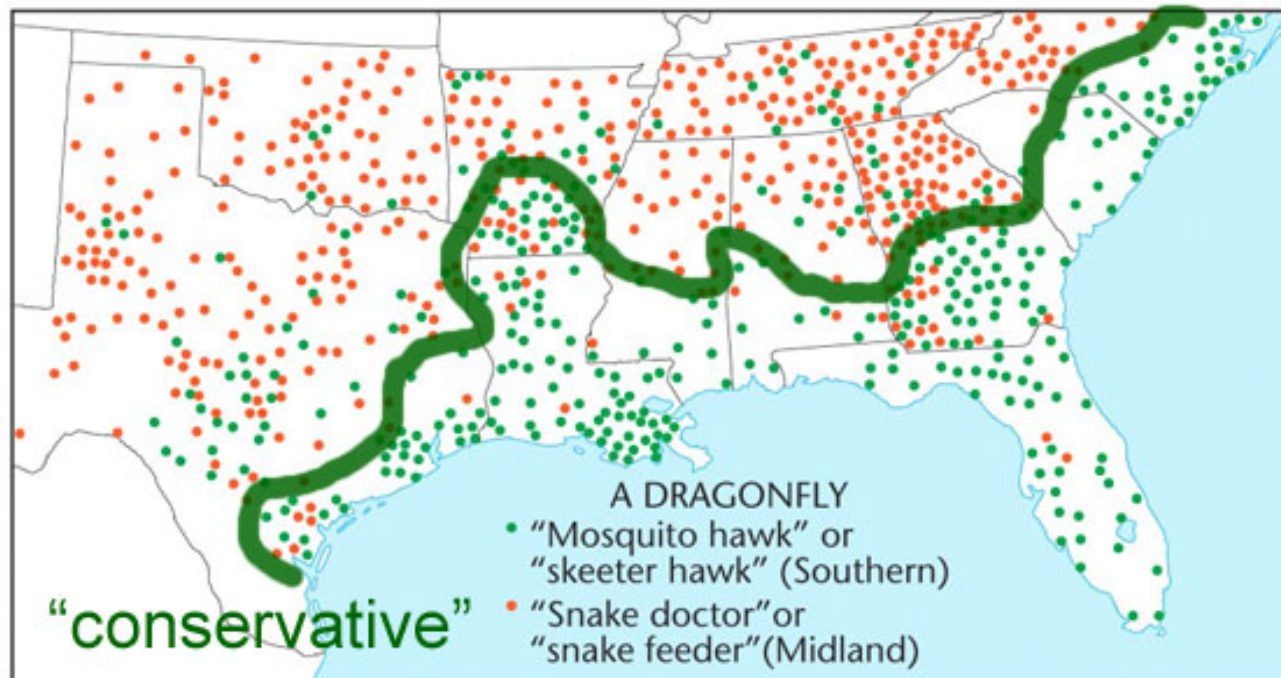 A DRAGONFLY
“Mosquito hawk” or
“skeeter hawk” (Southern)
“Snake doctor”or
“snake feeder”(Midland)
“conservative”